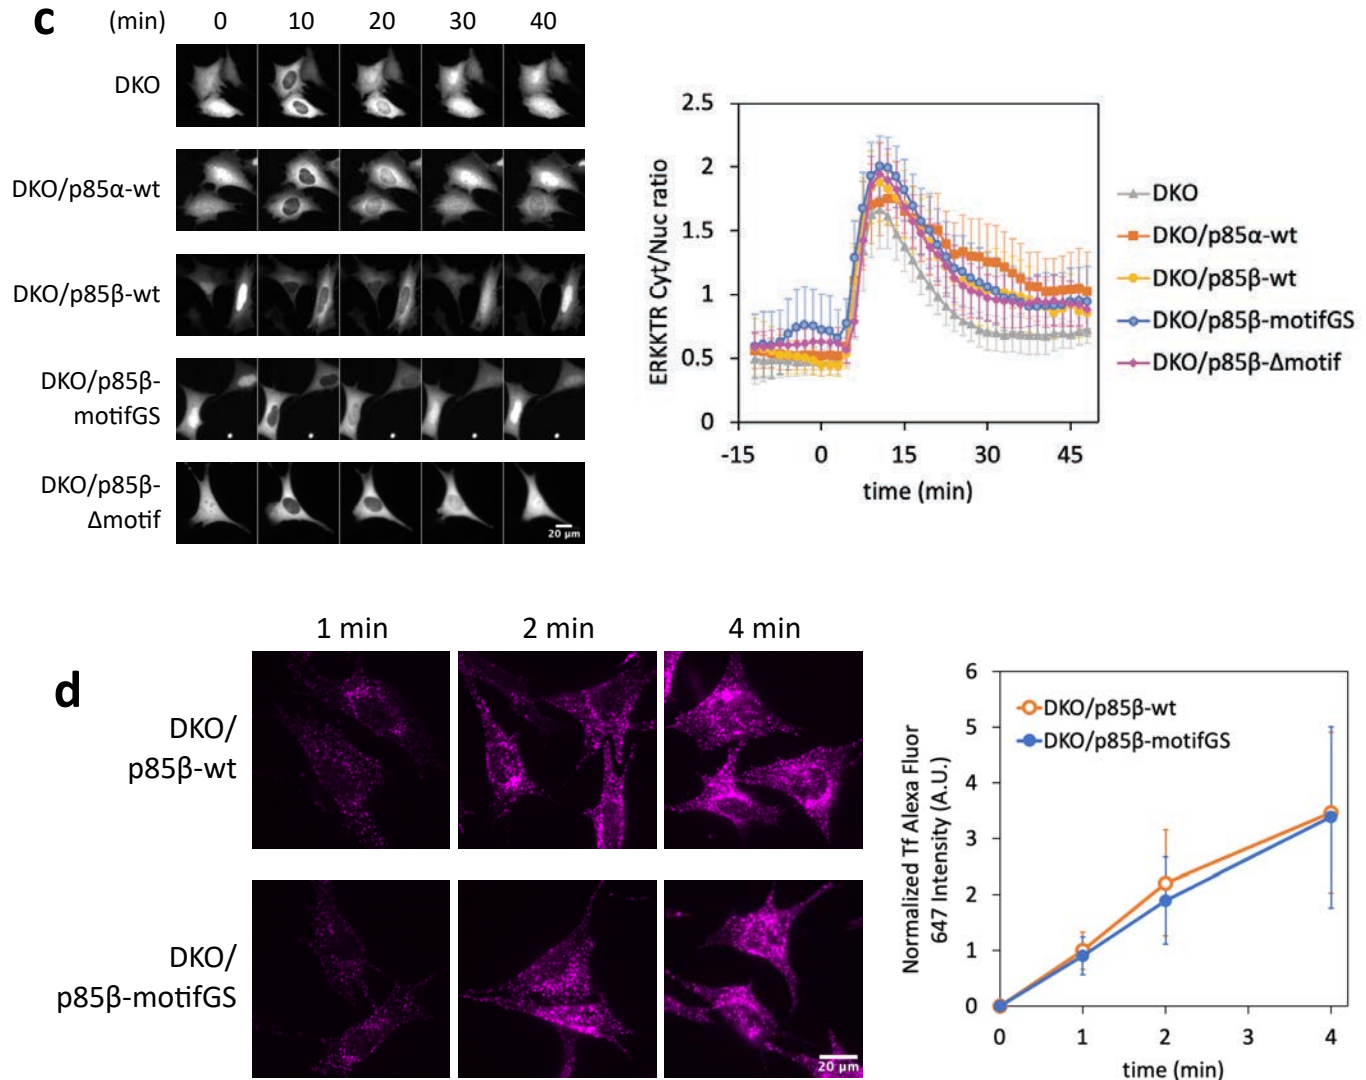 c
(min) 0 10 20 30 40
DKO
DKO/p85α-wt
DKO/p85β-wt
DKO/p85β-
motifGS
DKO/p85β-
Δmotif
20 µm
ERKKTR Cyt/Nuc ratio
2.5
2
1.5
1
0.5
0
-15 0 15 30 45
time (min)
DKO
DKO/p85α-wt
DKO/p85β-wt
DKO/p85β-motifGS
DKO/p85β-Δmotif
d
1 min 2 min 4 min
DKO/
p85β-wt
DKO/
p85β-motifGS
20 µm
Normalized Tf Alexa Fluor
647 Intensity (A.U.)
6
5
4
3
2
1
0
0 1 2 3 4
time (min)
DKO/p85β-wt
DKO/p85β-motifGS